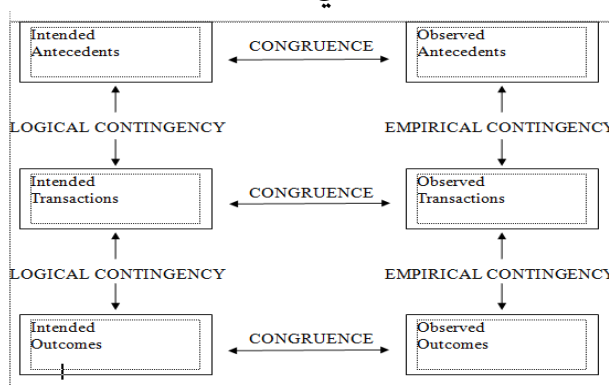 Intended
Antecedents
CONGRUENCE
Observed
Antecedents
LOGICAL CONTINGENCY
EMPIRICAL CONTINGENCY
Intended
Transactions
CONGRUENCE
Observed
Transactions
LOGICAL CONTINGENCY
EMPIRICAL CONTINGENCY
Intended
Outcomes
CONGRUENCE
Observed
Outcomes